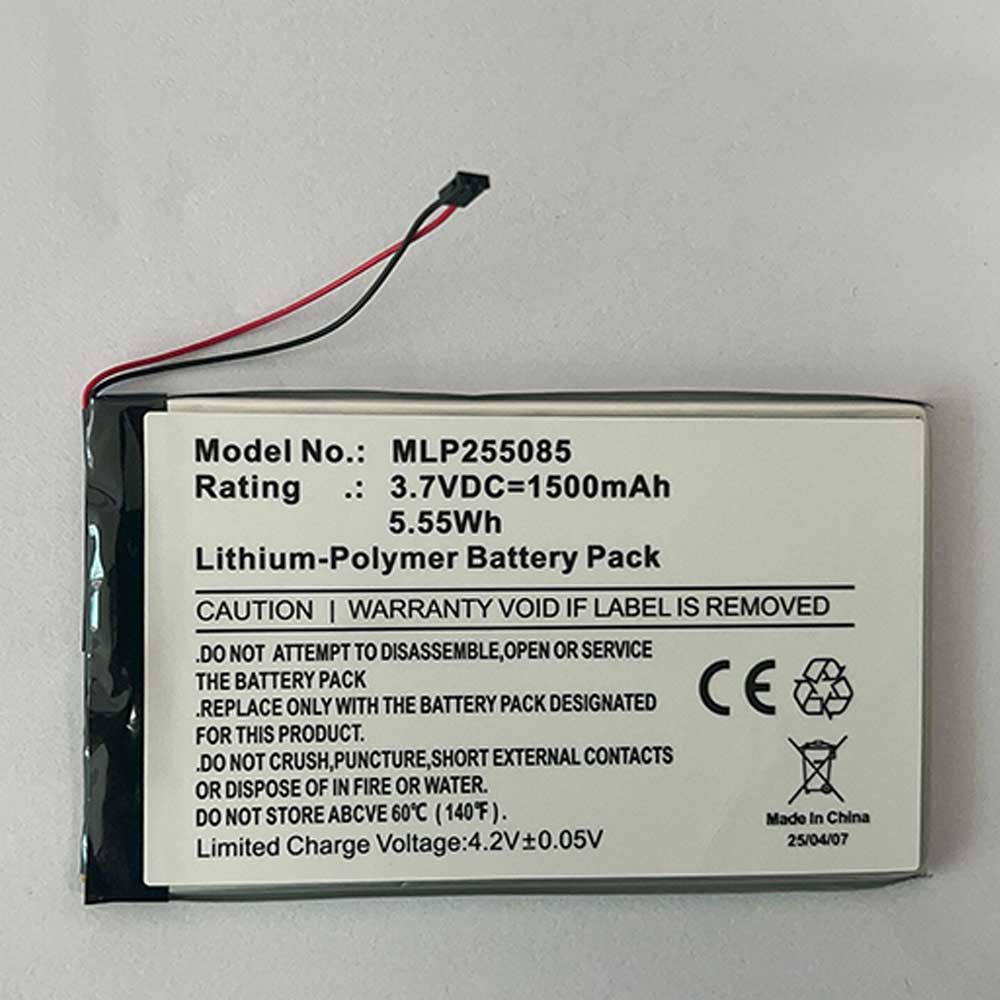 Model No.: MLP255085
Rating .: 3.7VDC=1500mAh
5.55Wh
Lithium-Polymer Battery Pack
CAUTION | WARRANTY VOID IF LABEL IS REMOVED
.DO NOT ATTEMPT TO DISASSEMBLE,OPEN OR SERVICE
THE BATTERY PACK
.REPLACE ONLY WITH THE BATTERY PACK DESIGNATED
FOR THIS PRODUCT.
.DO NOT CRUSH,PUNCTURE,SHORT EXTERNAL CONTACTS
OR DISPOSE OF IN FIRE OR WATER.
DO NOT STORE ABCVE 60℃ (140℉).
Limited Charge Voltage:4.2V±0.05V
CE
Made In China
25/04/07